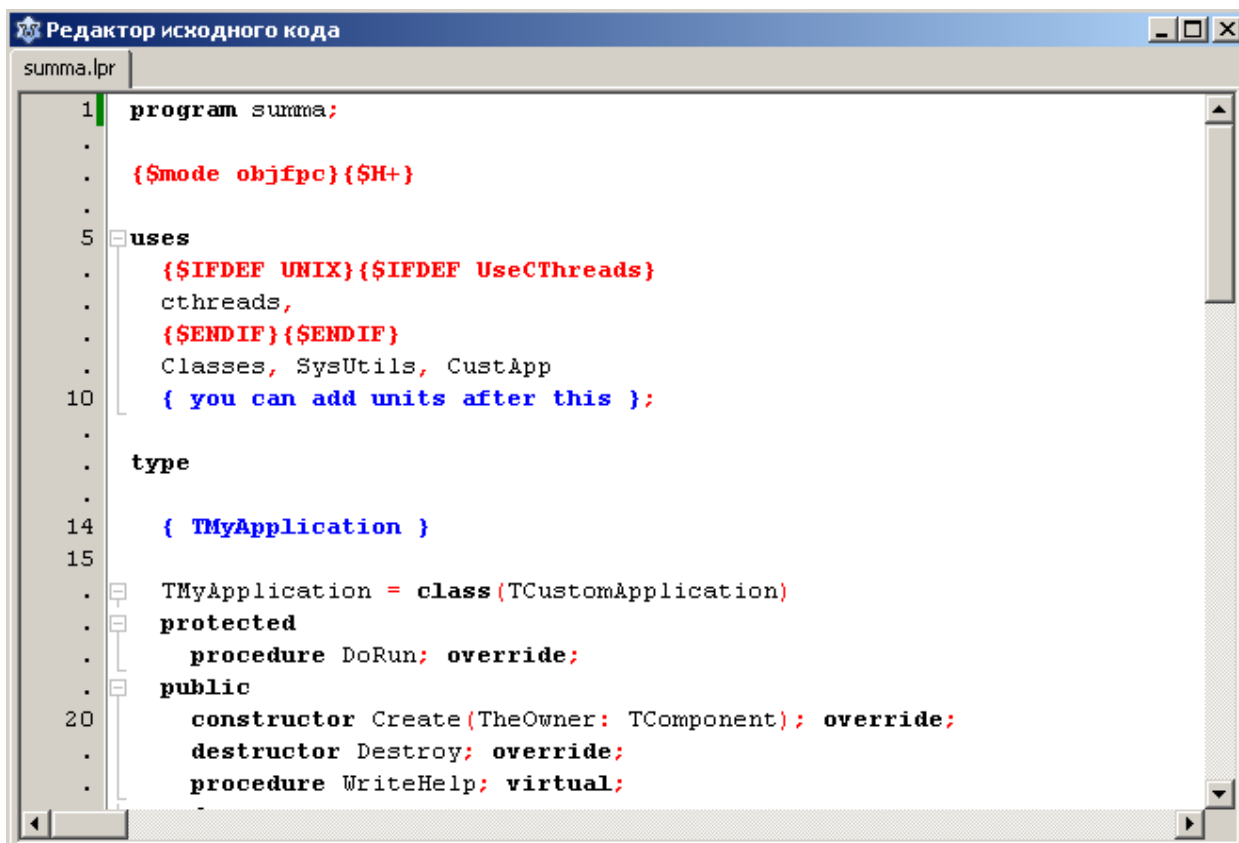 Редактор исходного кода
summa.lpr
1 program summa;
.
. {$mode objfpc}{$H+}
.
5 uses
. {$IFDEF UNIX}{$IFDEF UseCThreads}
. cthreads,
. {$ENDIF}{$ENDIF}
. Classes, SysUtils, CustApp
10 { you can add units after this };
.
. type
.
14 { TMyApplication }
15
. TMyApplication = class(TCustomApplication)
. protected
. procedure DoRun; override;
. public
20 constructor Create(TheOwner: TComponent); override;
. destructor Destroy; override;
. procedure WriteHelp; virtual;